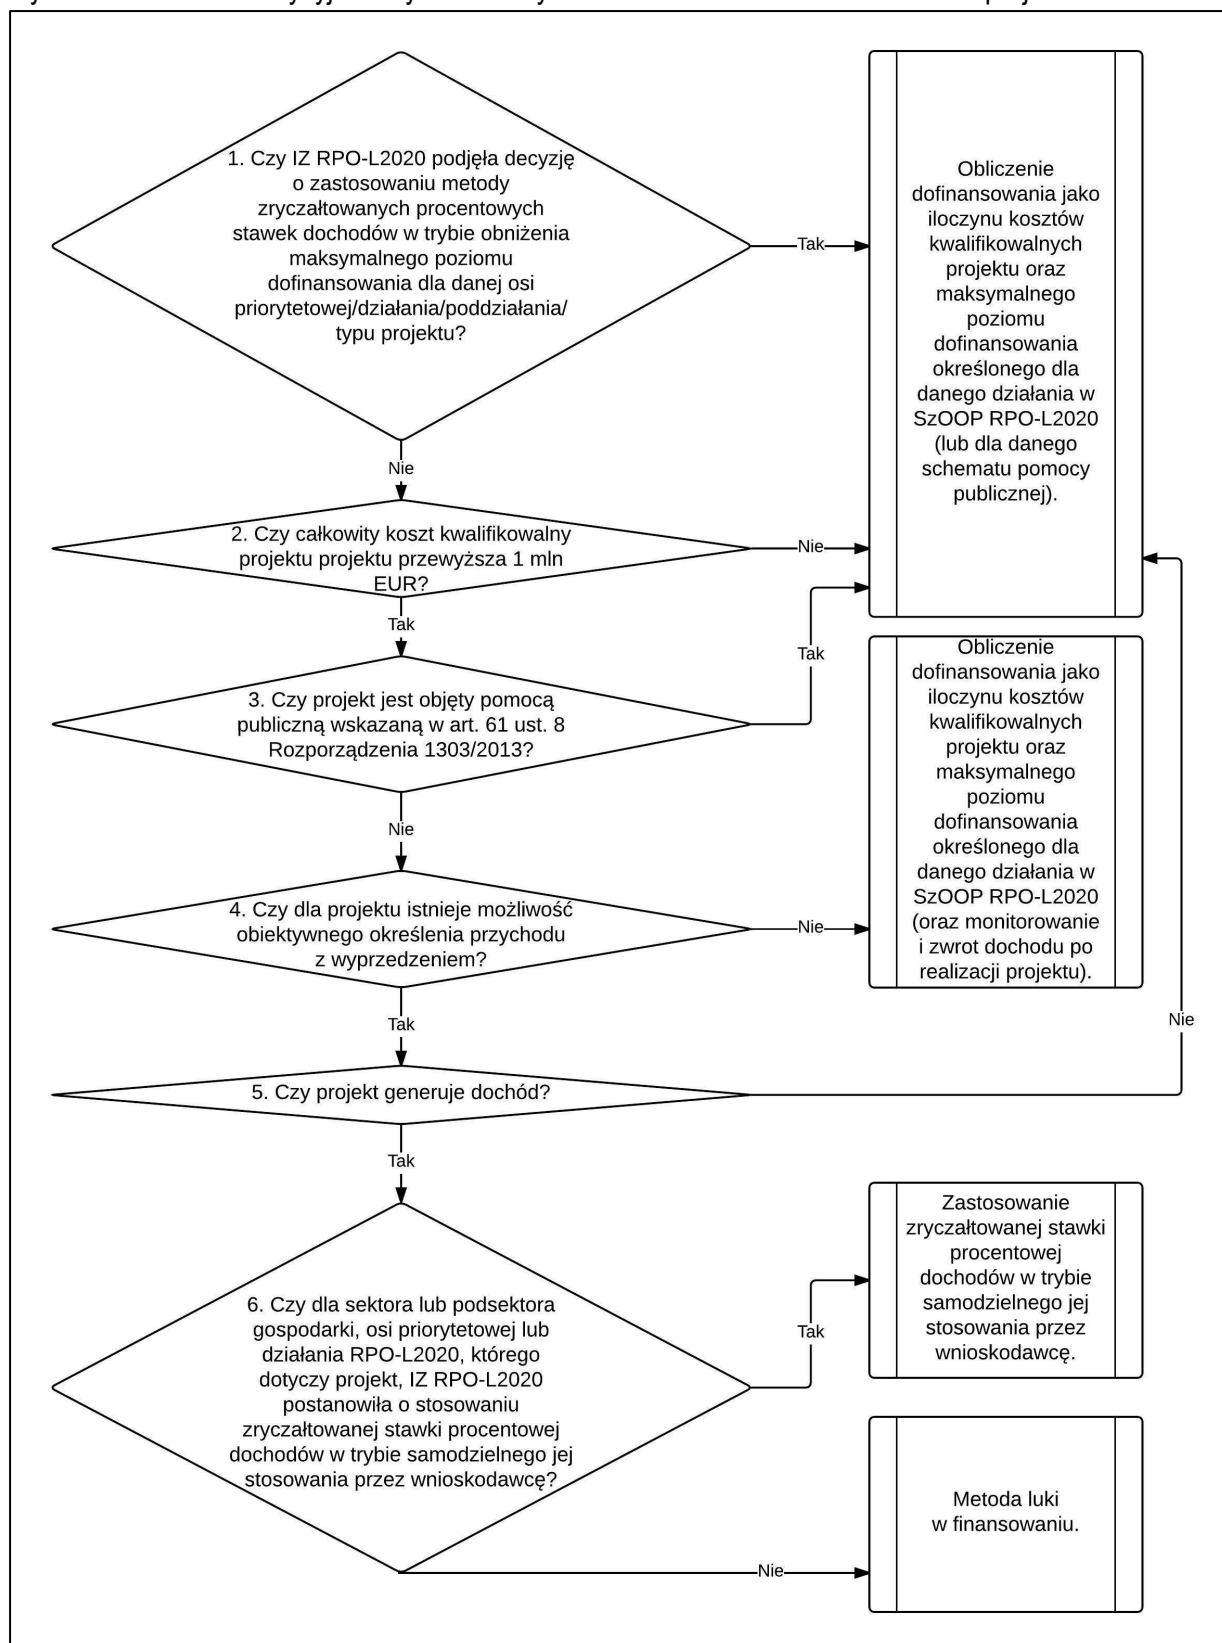 1. Czy IZ RPO-L2020 podjęła decyzję
o zastosowaniu metody
zryczałtowanych procentowych
stawek dochodów w trybie obniżenia
maksymalnego poziomu
dofinansowania dla danej osi
priorytetowej/działania/poddziałania/
typu projektu?
Tak
Obliczenie
dofinansowania jako
iloczynu kosztów
kwalifikowalnych
projektu oraz
maksymalnego
poziomu
dofinansowania
określonego dla
danego działania w
SzOOP RPO-L2020
(lub dla danego
schematu pomocy
publicznej).
Nie
2. Czy całkowity koszt kwalifikowalny
projektu projektu przewyższa 1 mln
EUR?
Nie
Tak
3. Czy projekt jest objęty pomocą
publiczną wskazaną w art. 61 ust. 8
Rozporządzenia 1303/2013?
Tak
Obliczenie
dofinansowania jako
iloczynu kosztów
kwalifikowalnych
projektu oraz
maksymalnego
poziomu
dofinansowania
określonego dla
danego działania w
SzOOP RPO-L2020
(oraz monitorowanie
i zwrot dochodu po
realizacji projektu).
Nie
4. Czy dla projektu istnieje możliwość
obiektywnego określenia przychodu
z wyprzedzeniem?
Nie
Tak
Nie
5. Czy projekt generuje dochód?
Tak
6. Czy dla sektora lub podsektora
gospodarki, osi priorytetowej lub
działania RPO-L2020, którego
dotyczy projekt, IZ RPO-L2020
postanowiła o stosowaniu
zryczałtowanej stawki procentowej
dochodów w trybie samodzielnego jej
stosowania przez wnioskodawcę?
Tak
Zastosowanie
zryczałtowanej stawki
procentowej
dochodów w trybie
samodzielnego jej
stosowania przez
wnioskodawcę.
Nie
Metoda luki
w finansowaniu.